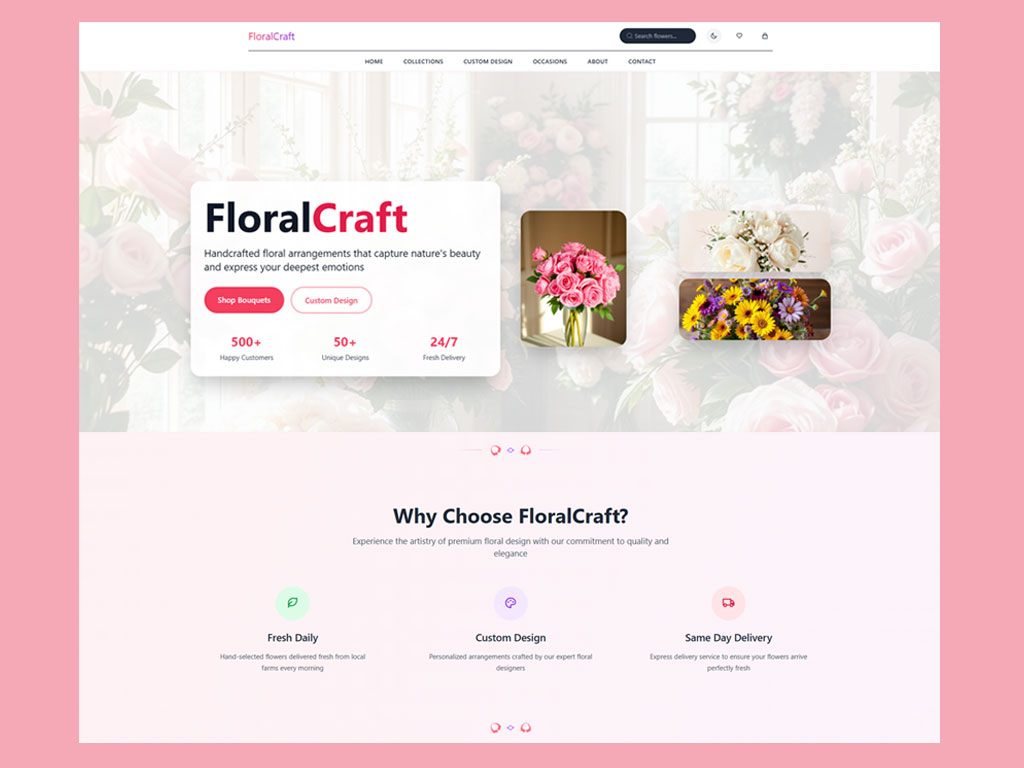 FloralCraft
Search flowers...
HOME COLLECTIONS CUSTOM DESIGN OCCASIONS ABOUT CONTACT
FloralCraft
Handcrafted floral arrangements that capture nature's beauty
and express your deepest emotions
Shop Bouquets Custom Design
500+ 50+ 24/7
Happy Customers Unique Designs Fresh Delivery
Why Choose FloralCraft?
Experience the artistry of premium floral design with our commitment to quality and
elegance
Fresh Daily Custom Design Same Day Delivery
Hand-selected flowers delivered fresh from local
farms every morning
Personalized arrangements crafted by our expert floral
designers
Express delivery service to ensure your flowers arrive
perfectly fresh